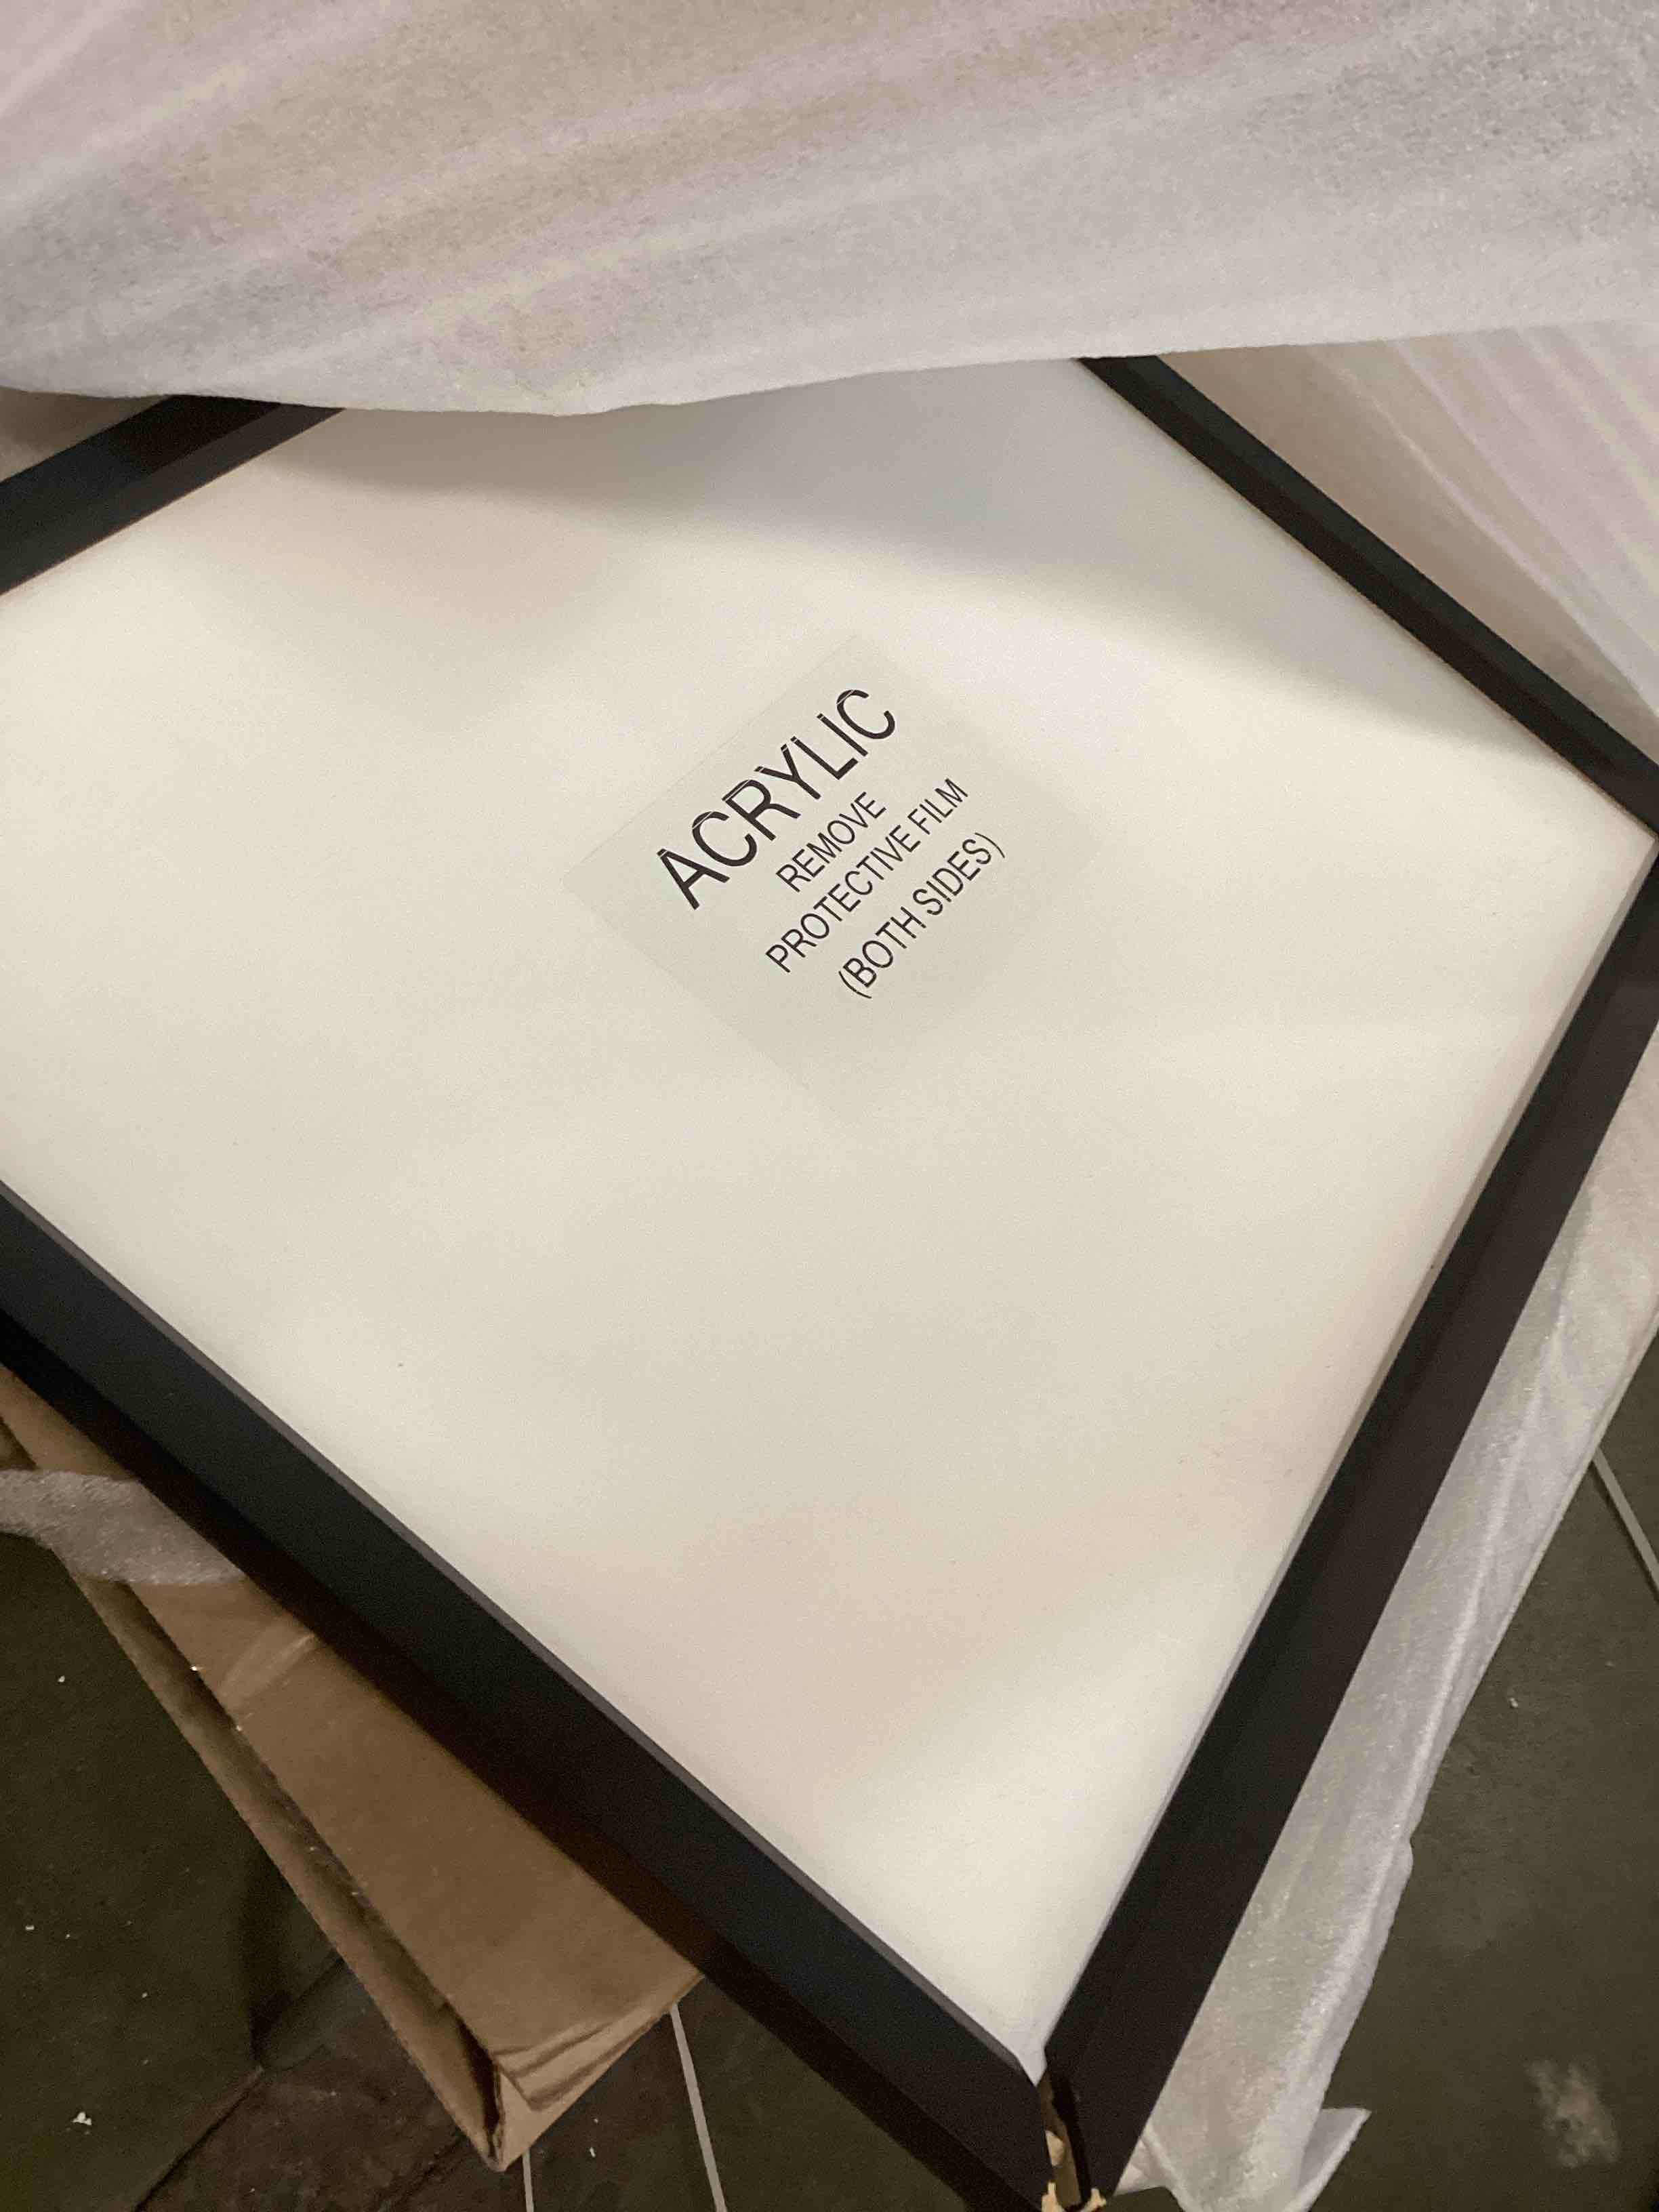 ACRYLIC
REMOVE
PROTECTIVE FILM
(BOTH SIDES)